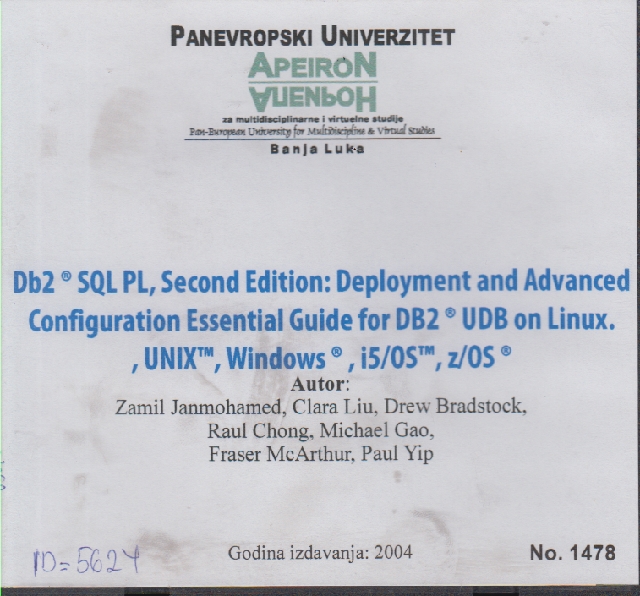 PANEVROPSKI UNIVERZITET
APEIRON
за multidisciplinarne i virtuelne studije
Pan-European University for Multidiscipline & Virtual Studies
Banja Luka
Db2 ® SQL PL, Second Edition: Deployment and Advanced
Configuration Essential Guide for DB2 ® UDB on Linux.
, UNIX™, Windows ® , i5/OS™, z/OS ®
Autor:
Zamil Janmohamed, Clara Liu, Drew Bradstock,
Raul Chong, Michael Gao,
Fraser McArthur, Paul Yip
ID=5624
Godina izdavanja: 2004
No. 1478